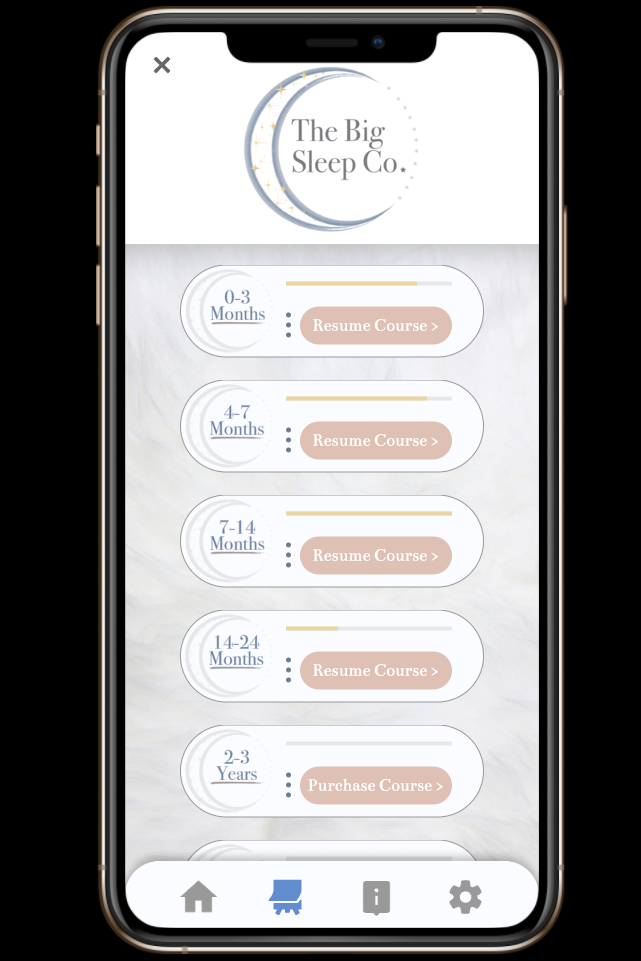 The Big
Sleep Co.
0-3
Months
Resume Course >
4-7
Months
Resume Course >
7-14
Months
Resume Course >
14-24
Months
Resume Course >
2-3
Years
Purchase Course >